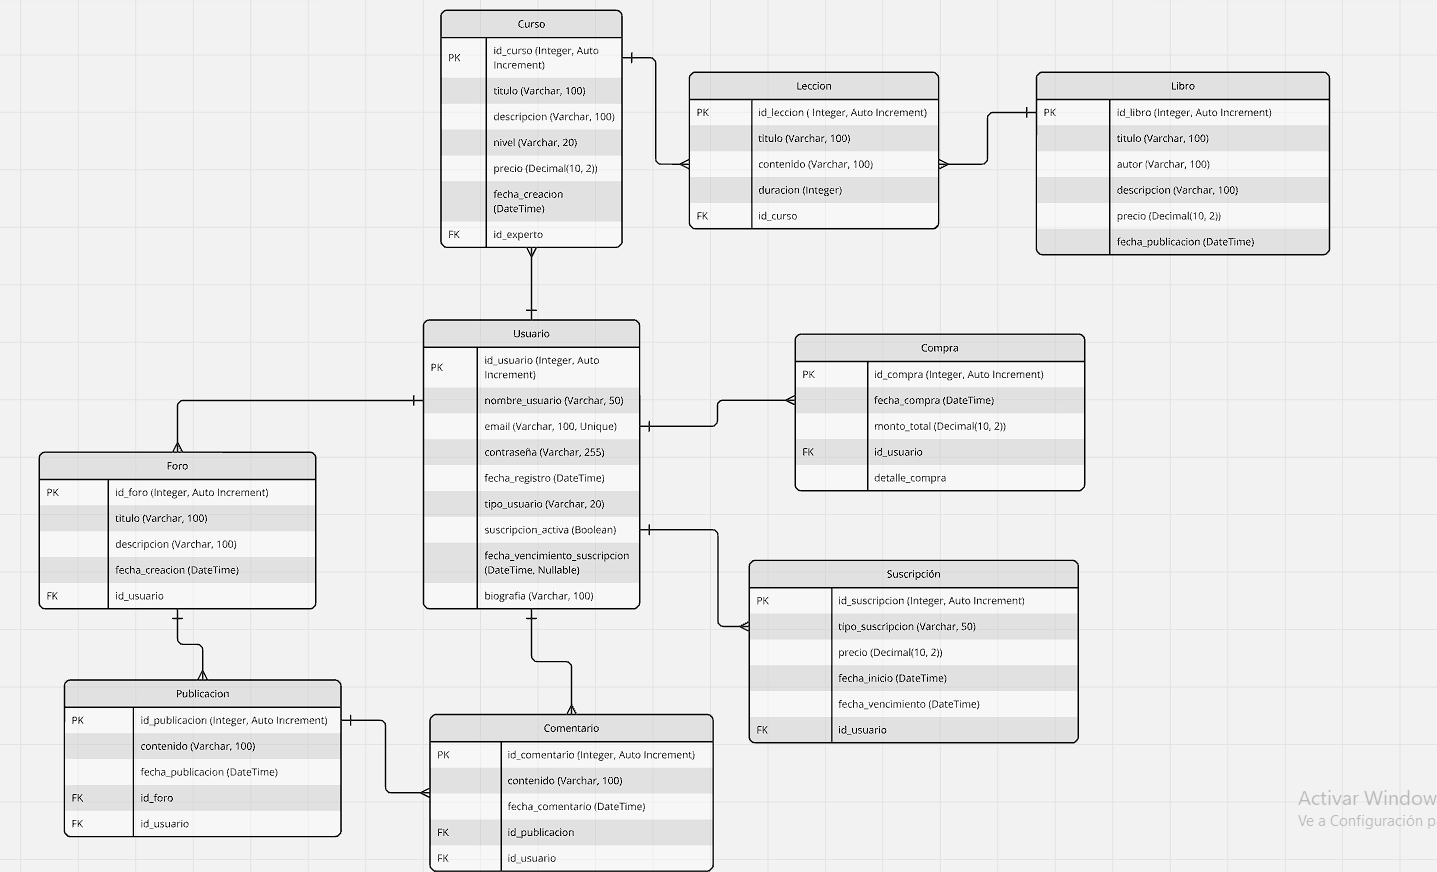 Curso
PK
id_curso (Integer, Auto
Increment)
titulo (Varchar, 100)
descripcion (Varchar, 100)
nivel (Varchar, 20)
precio (Decimal(10, 2))
fecha_creacion
(DateTime)
FK
id_experto
Leccion
PK
id_leccion ( Integer, Auto Increment)
titulo (Varchar, 100)
contenido (Varchar, 100)
duracion (Integer)
FK
id_curso
Libro
PK
id_libro (Integer, Auto Increment)
titulo (Varchar, 100)
autor (Varchar, 100)
descripcion (Varchar, 100)
precio (Decimal(10, 2))
fecha_publicacion (DateTime)
Usuario
PK
id_usuario (Integer, Auto
Increment)
nombre_usuario (Varchar, 50)
email (Varchar, 100, Unique)
contraseña (Varchar, 255)
fecha_registro (DateTime)
tipo_usuario (Varchar, 20)
suscripcion_activa (Boolean)
fecha_vencimiento_suscripcion
(DateTime, Nullable)
biografia (Varchar, 100)
Compra
PK
id_compra (Integer, Auto Increment)
fecha_compra (DateTime)
monto_total (Decimal(10, 2))
FK
id_usuario
detalle_compra
Foro
PK
id_foro (Integer, Auto Increment)
titulo (Varchar, 100)
descripcion (Varchar, 100)
fecha_creacion (DateTime)
FK
id_usuario
Suscripción
PK
id_suscripcion (Integer, Auto Increment)
tipo_suscripcion (Varchar, 50)
precio (Decimal(10, 2))
fecha_inicio (DateTime)
fecha_vencimiento (DateTime)
FK
id_usuario
Publicacion
PK
id_publicacion (Integer, Auto Increment)
contenido (Varchar, 100)
fecha_publicacion (DateTime)
FK
id_foro
FK
id_usuario
Comentario
PK
id_comentario (Integer, Auto Increment)
contenido (Varchar, 100)
fecha_comentario (DateTime)
FK
id_publicacion
FK
id_usuario
Activar Window
Ve a Configuración p